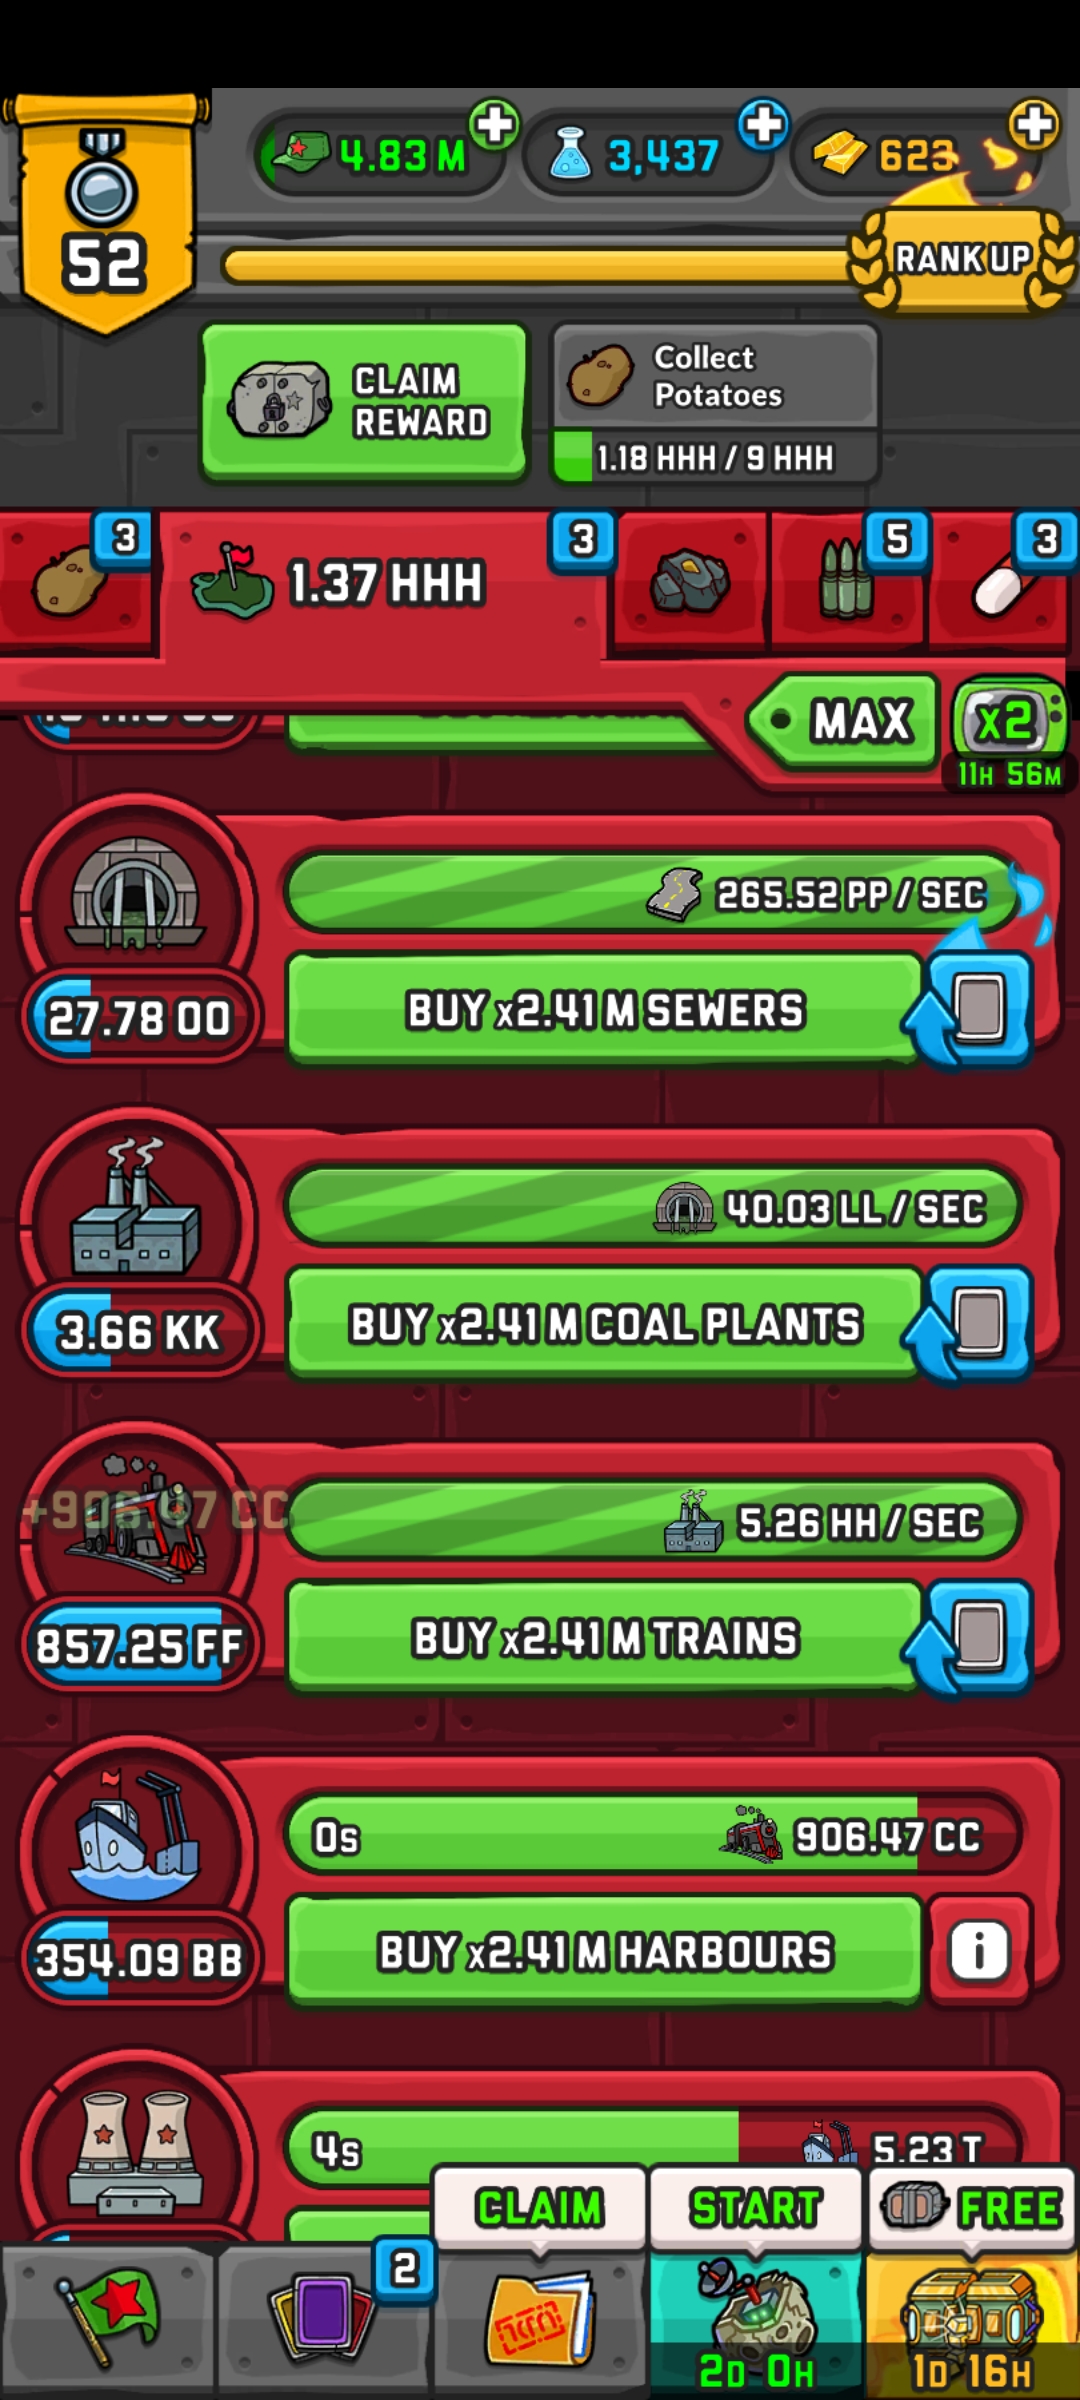 4.83 M
3,437
623
52
RANK UP
CLAIM
REWARD
Collect
Potatoes
1.18 HHH / 9 HHH
3
1.37 HHH
3
5
3
MAX
x2
11H 56M
265.52 PP / SEC
27.78 OO
BUY x2.41 M SEWERS
40.03 LL / SEC
3.66 KK
BUY x2.41 M COAL PLANTS
+906.47 CC
5.26 HH / SEC
857.25 FF
BUY x2.41 M TRAINS
0s
906.47 CC
354.09 BB
BUY x2.41 M HARBOURS
i
4s
5.23 T
CLAIM
START
FREE
2
2D 0H
1D 16H